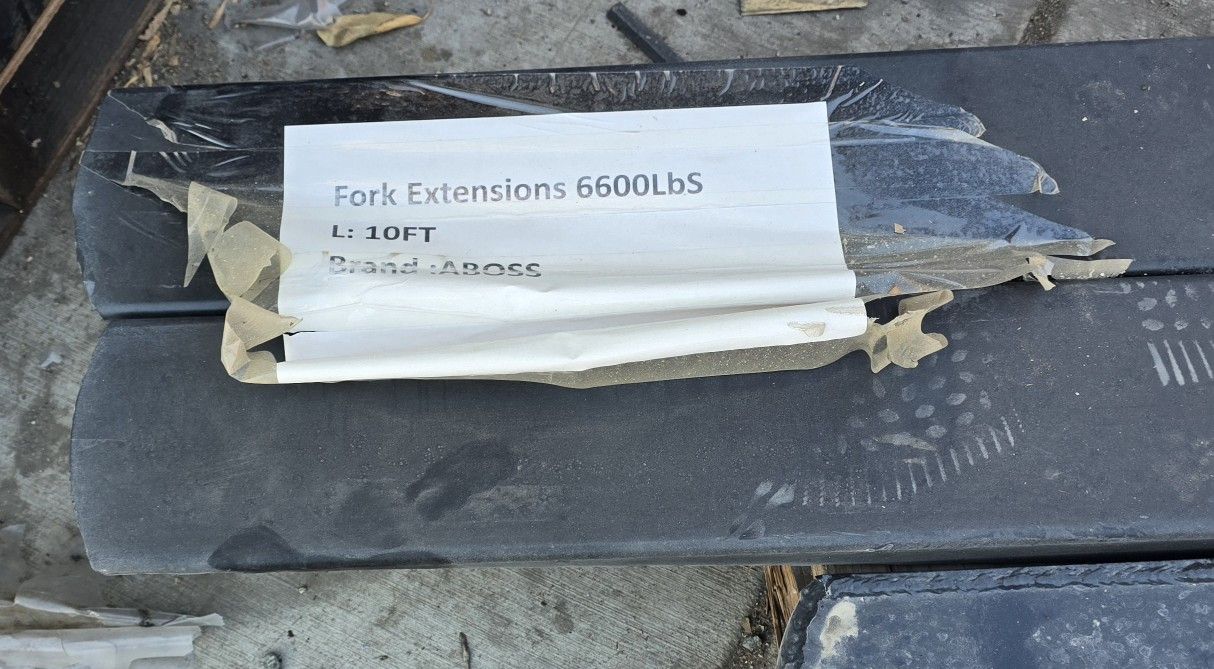 Fork Extensions 6600LbS
L: 10FT
Brand :ABOSS